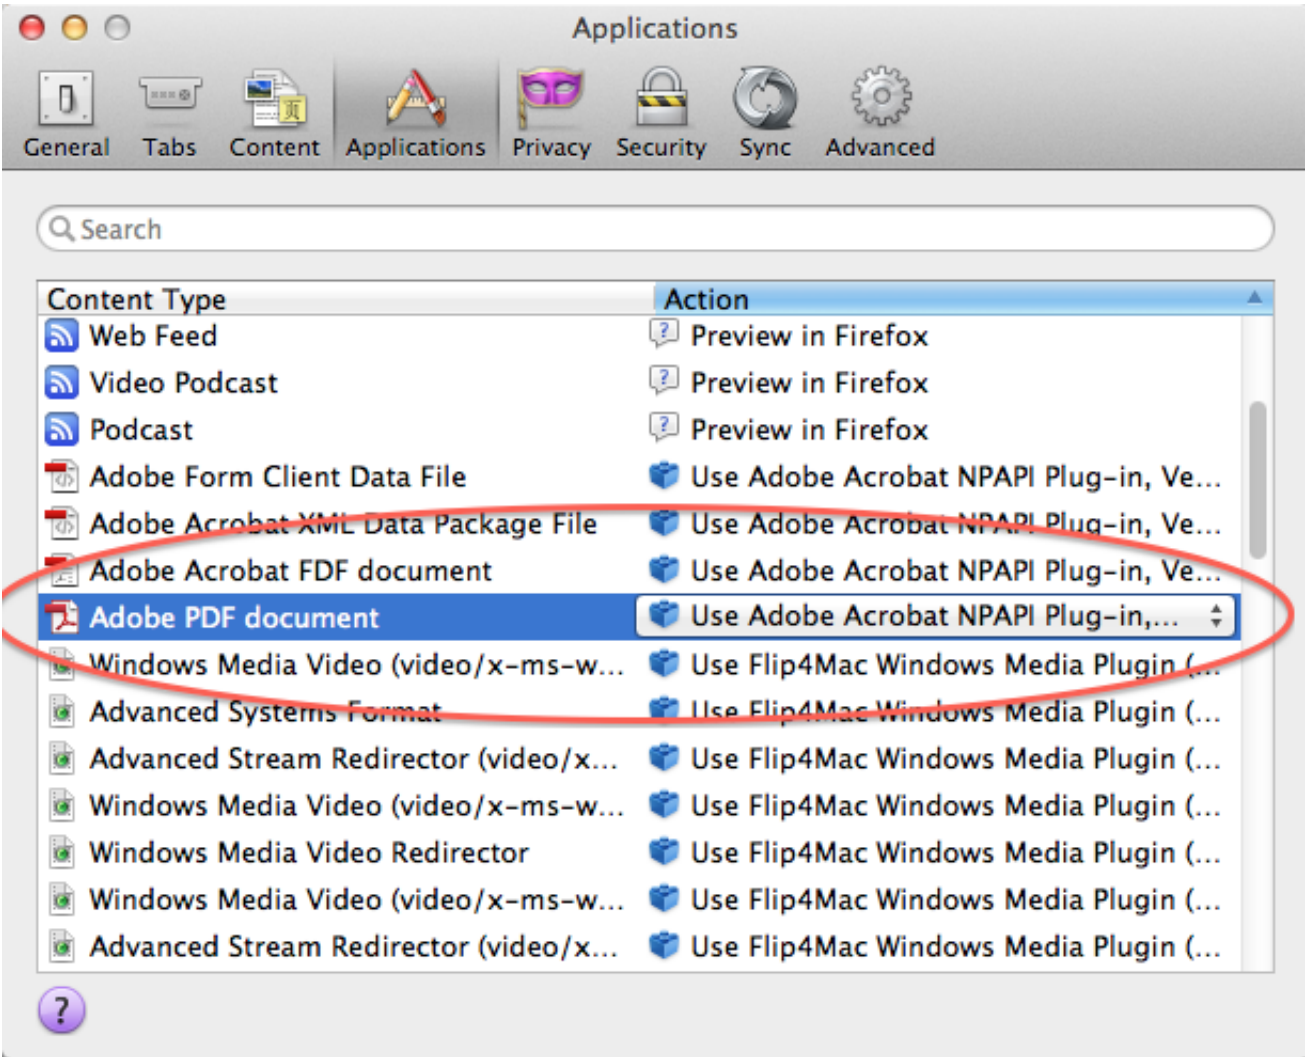 Applications
General Tabs Content Applications Privacy Security Sync Advanced
Search
Content Type Action
Web Feed Preview in Firefox
Video Podcast Preview in Firefox
Podcast Preview in Firefox
Adobe Form Client Data File Use Adobe Acrobat NPAPI Plug-in, Ve...
Adobe Acrobat XML Data Package File Use Adobe Acrobat NPAPI Plug-in, Ve...
Adobe Acrobat FDF document Use Adobe Acrobat NPAPI Plug-in, Ve...
Adobe PDF document Use Adobe Acrobat NPAPI Plug-in,...
Windows Media Video (video/x-ms-w... Use Flip4Mac Windows Media Plugin (...
Advanced Systems Format Use Flip4Mac Windows Media Plugin (...
Advanced Stream Redirector (video/x... Use Flip4Mac Windows Media Plugin (...
Windows Media Video (video/x-ms-w... Use Flip4Mac Windows Media Plugin (...
Windows Media Video Redirector Use Flip4Mac Windows Media Plugin (...
Windows Media Video (video/x-ms-w... Use Flip4Mac Windows Media Plugin (...
Advanced Stream Redirector (video/x... Use Flip4Mac Windows Media Plugin (...
?